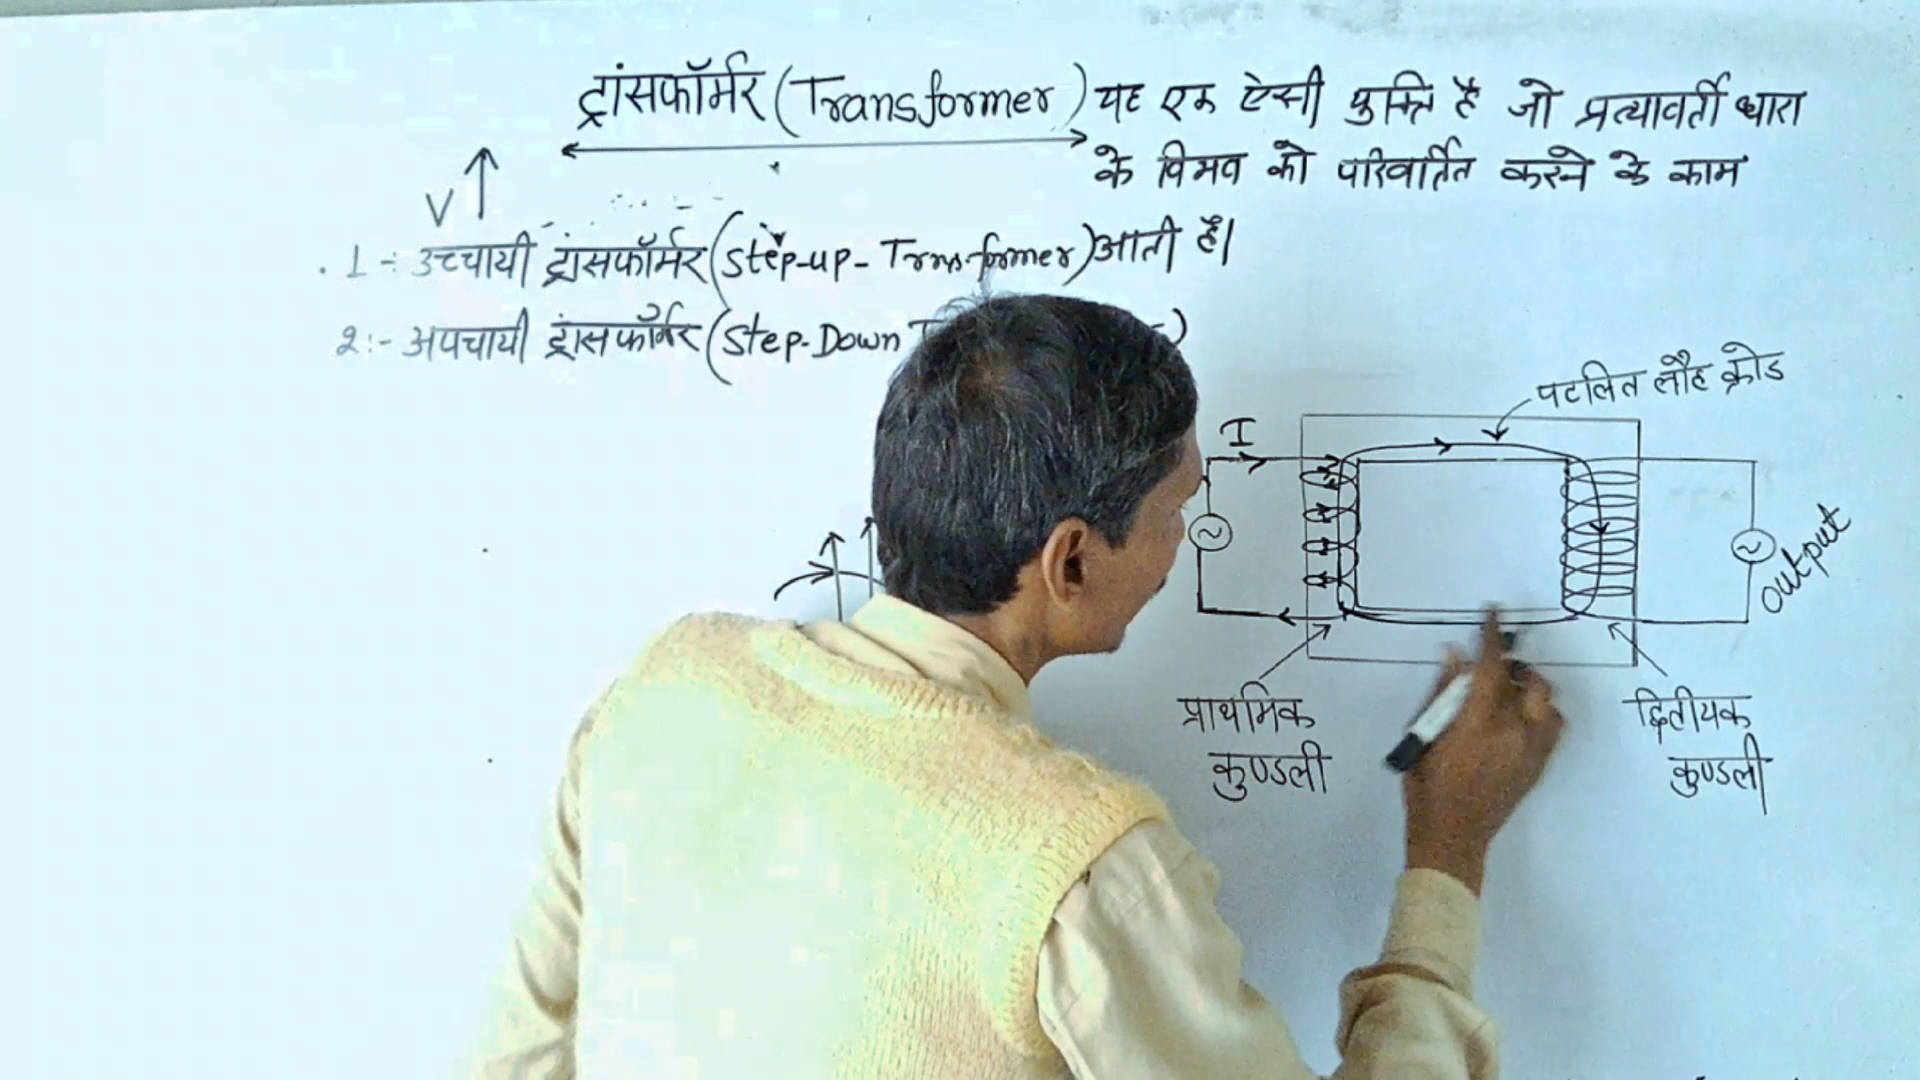 ट्रांसफॉर्मर (Transformer) यह एक ऐसी युक्ति है जो प्रत्यावर्ती धारा
के विभव को परिवर्तित करने के काम
V
1 - उच्चायी ट्रांसफॉर्मर (Step-up-Transformer) आती है।
2:- अपचायी ट्रांसफॉर्मर (Step-Down
पटलित लौह क्रोड
I
output
प्राथमिक
कुण्डली
द्वितीयक
कुण्डली